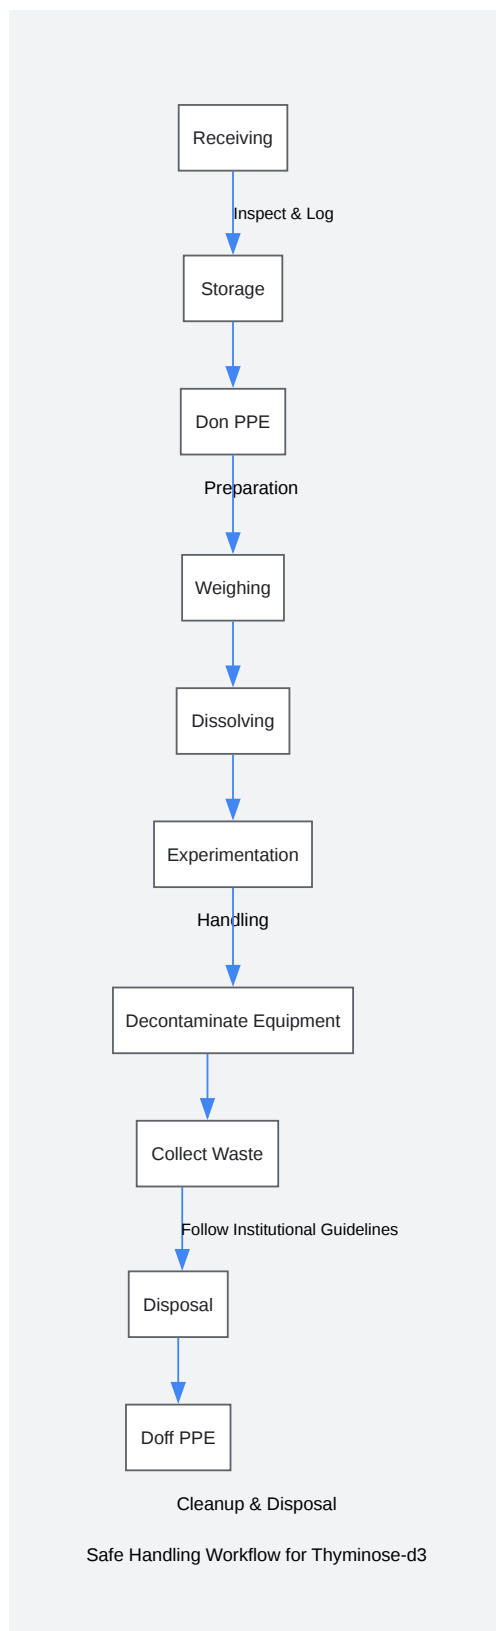 Receiving
Inspect & Log
Storage
Don PPE
Preparation
Weighing
Dissolving
Experimentation
Handling
Decontaminate Equipment
Collect Waste
Follow Institutional Guidelines
Disposal
Doff PPE
Cleanup & Disposal
Safe Handling Workflow for Thyminose-d3